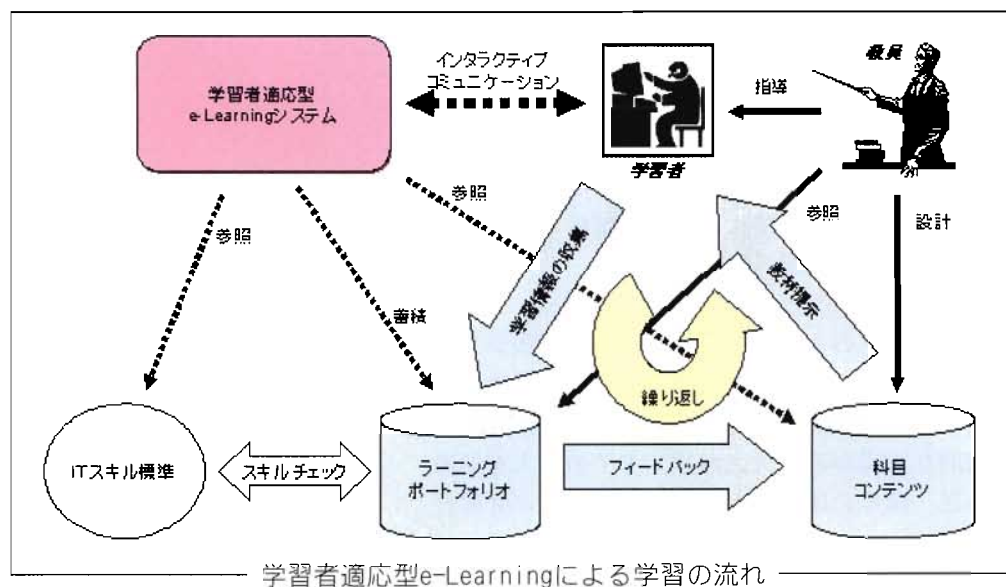 インタラクティブ
コミュニケーション
教員
学習者適応型
e-Learningシステム
指導
学習者
参照
参照
参照
設計
学習情報の収集
教材提示
蓄積
繰り返し
ITスキル標準
スキルチェック
ラーニング
ポートフォリオ
フィードバック
科目
コンテンツ
学習者適応型e-Learningによる学習の流れ